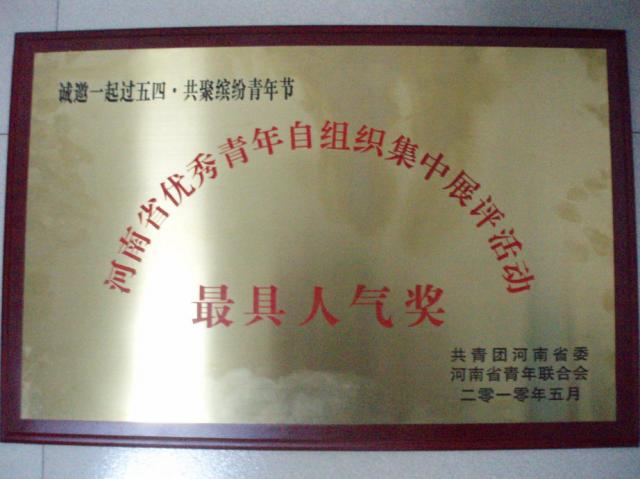 诚邀一起过五四·共聚缤纷青年节
河南省优秀青年自组织集中展评活动
最具人气奖
共青团河南省委
河南省青年联合会
二零一零年五月